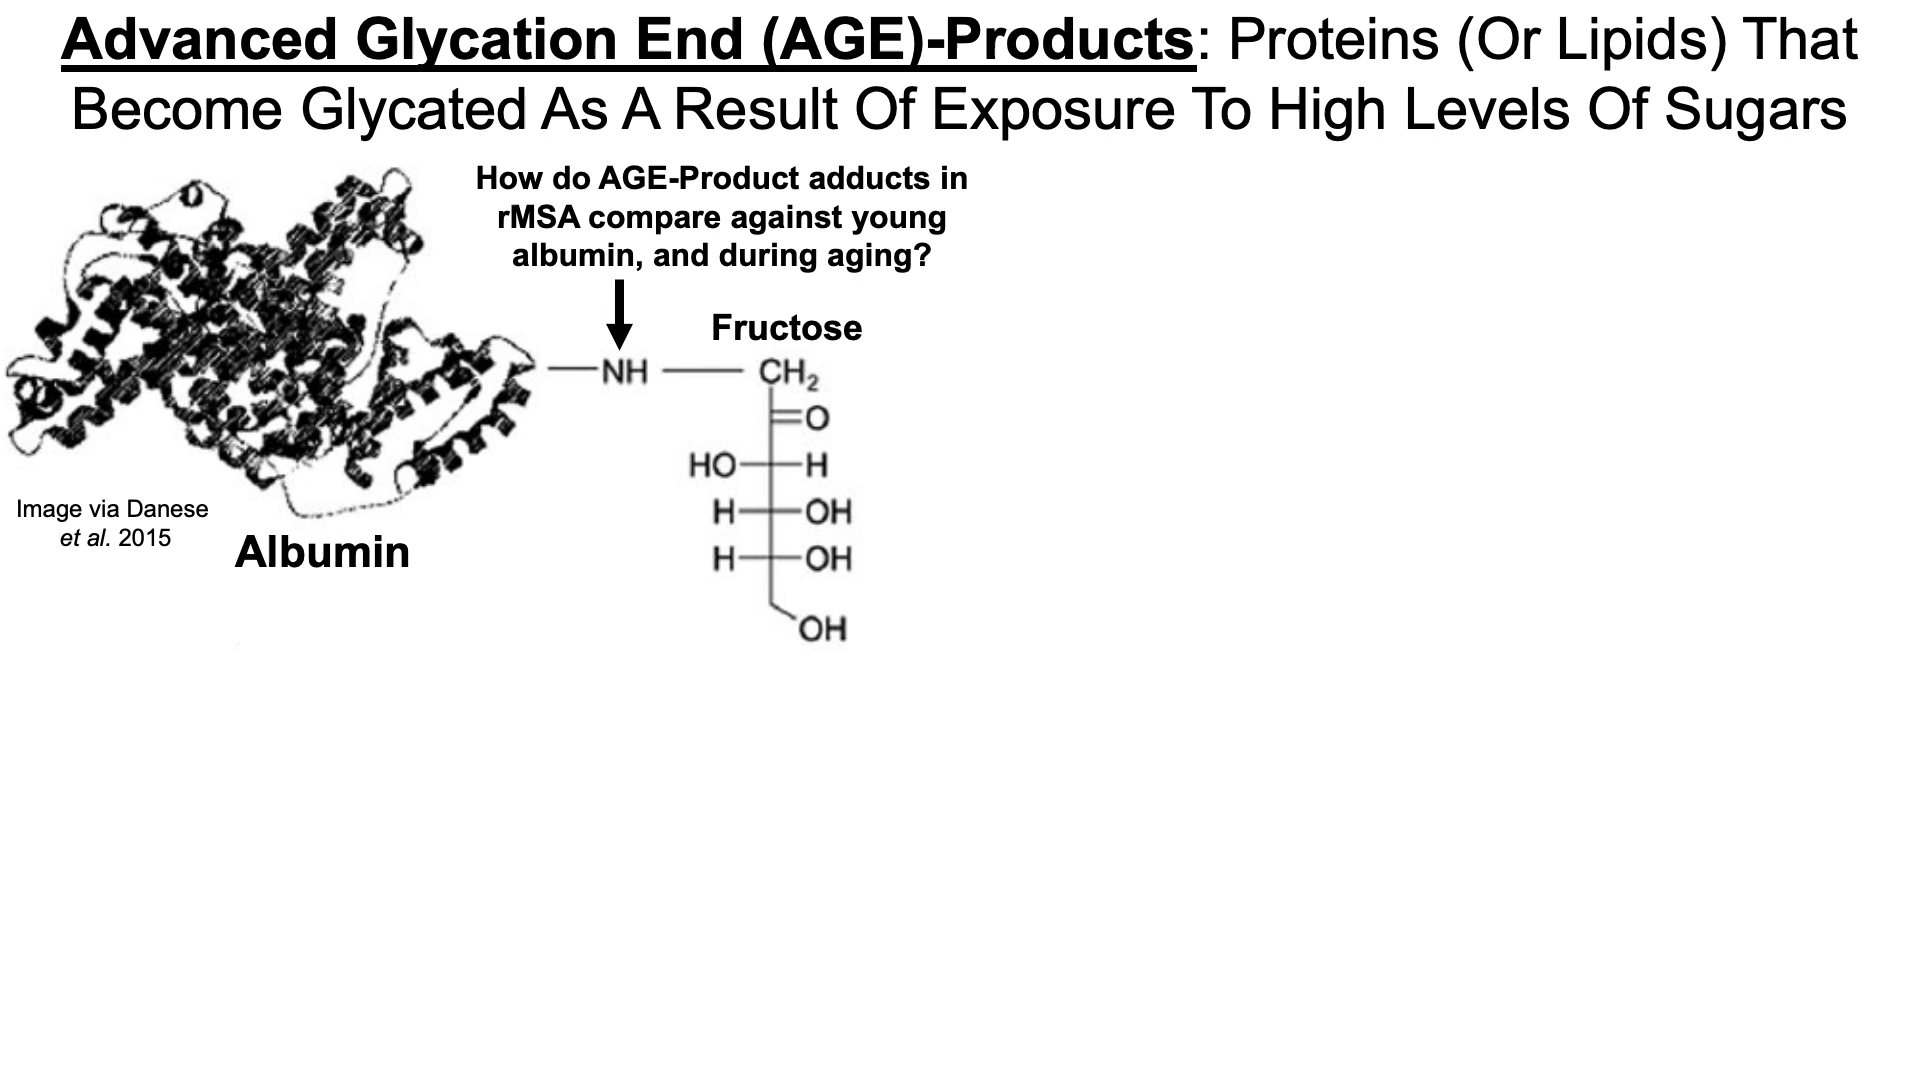 Advanced Glycation End (AGE)-Products: Proteins (Or Lipids) That
Become Glycated As A Result Of Exposure To High Levels Of Sugars
How do AGE-Product adducts in
rMSA compare against young
albumin, and during aging?
Fructose
NH
CH₂
O
HO H
H OH
H OH
OH
Image via Danese
et al. 2015
Albumin